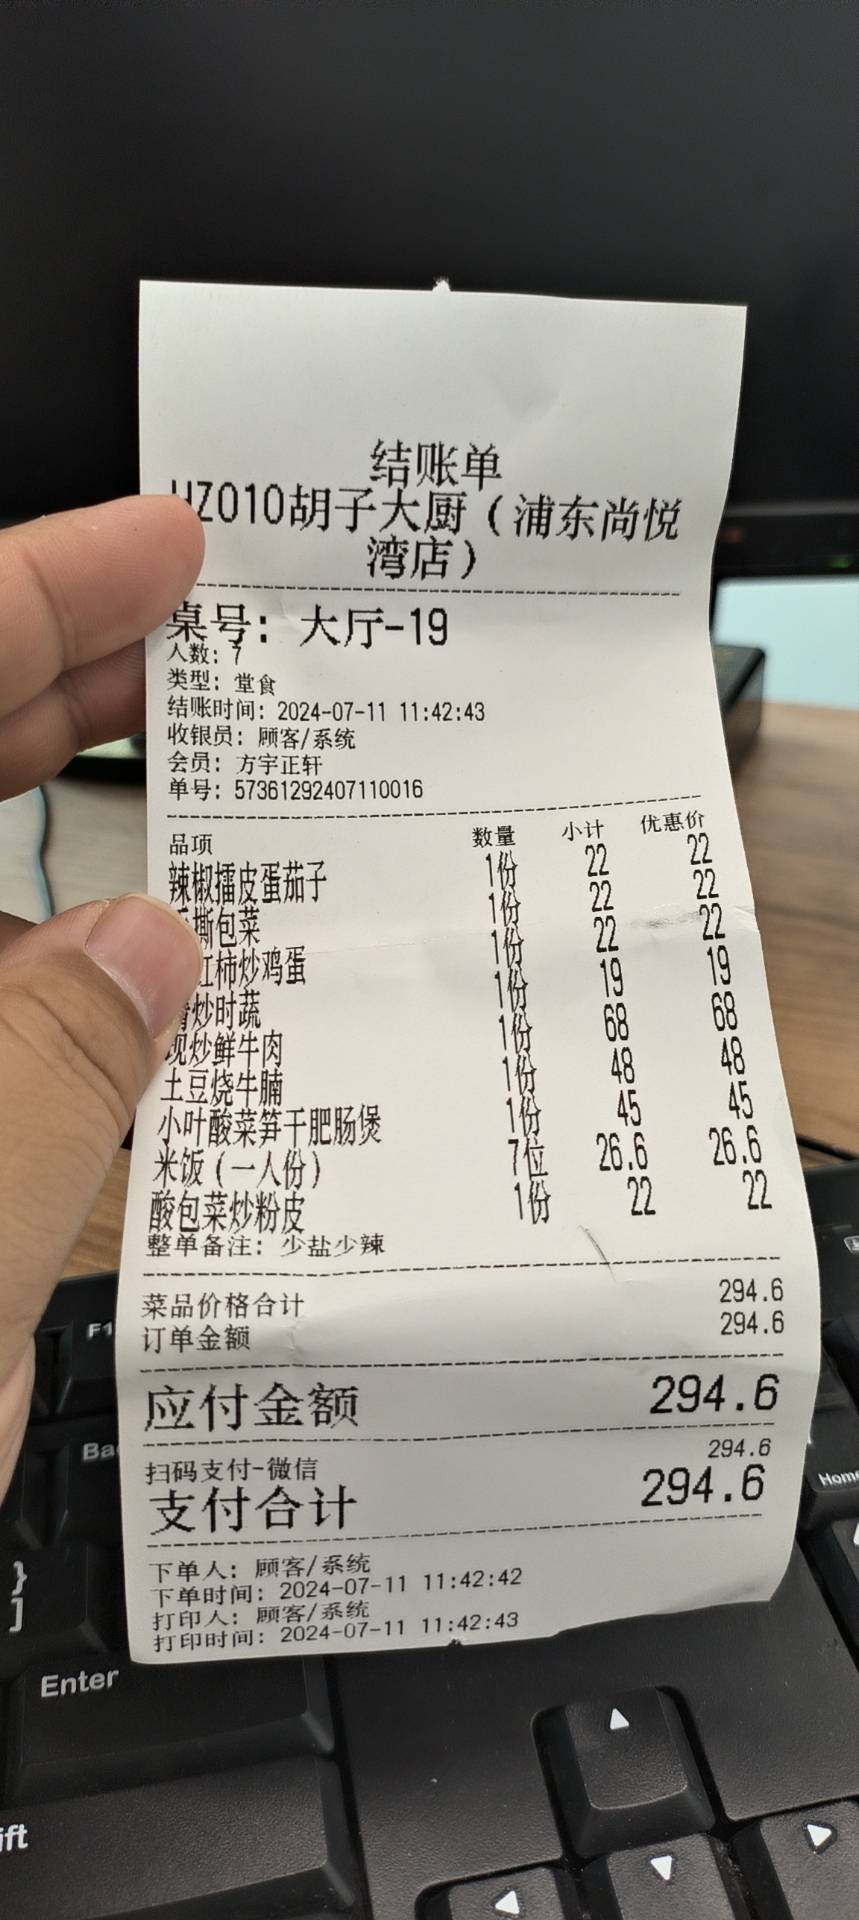 结账单
HZ010胡子大厨（浦东尚悦
湾店）
桌号: 大厅-19
人数: 7
类型: 堂食
结账时间: 2024-07-11 11:42:43
收银员: 顾客/系统
会员: 方宇正轩
单号: 57361292407110016
品项 数量 小计 优惠价
辣椒擂皮蛋茄子 1份 22 22
撕包菜 1份 22 22
红柿炒鸡蛋 1份 22 22
清炒时蔬 1份 19 19
现炒鲜牛肉 1份 68 68
土豆烧牛腩 1份 48 48
小叶酸菜笋干肥肠煲 1份 45 45
米饭（一人份） 7位 26.6 26.6
酸包菜炒粉皮 1份 22 22
整单备注: 少盐少辣
菜品价格合计 294.6
订单金额 294.6
应付金额 294.6
扫码支付-微信 294.6
支付合计 294.6
下单人: 顾客/系统
下单时间: 2024-07-11 11:42:42
打印人: 顾客/系统
打印时间: 2024-07-11 11:42:43
F1
Ba
Home
}
]
Enter
ift